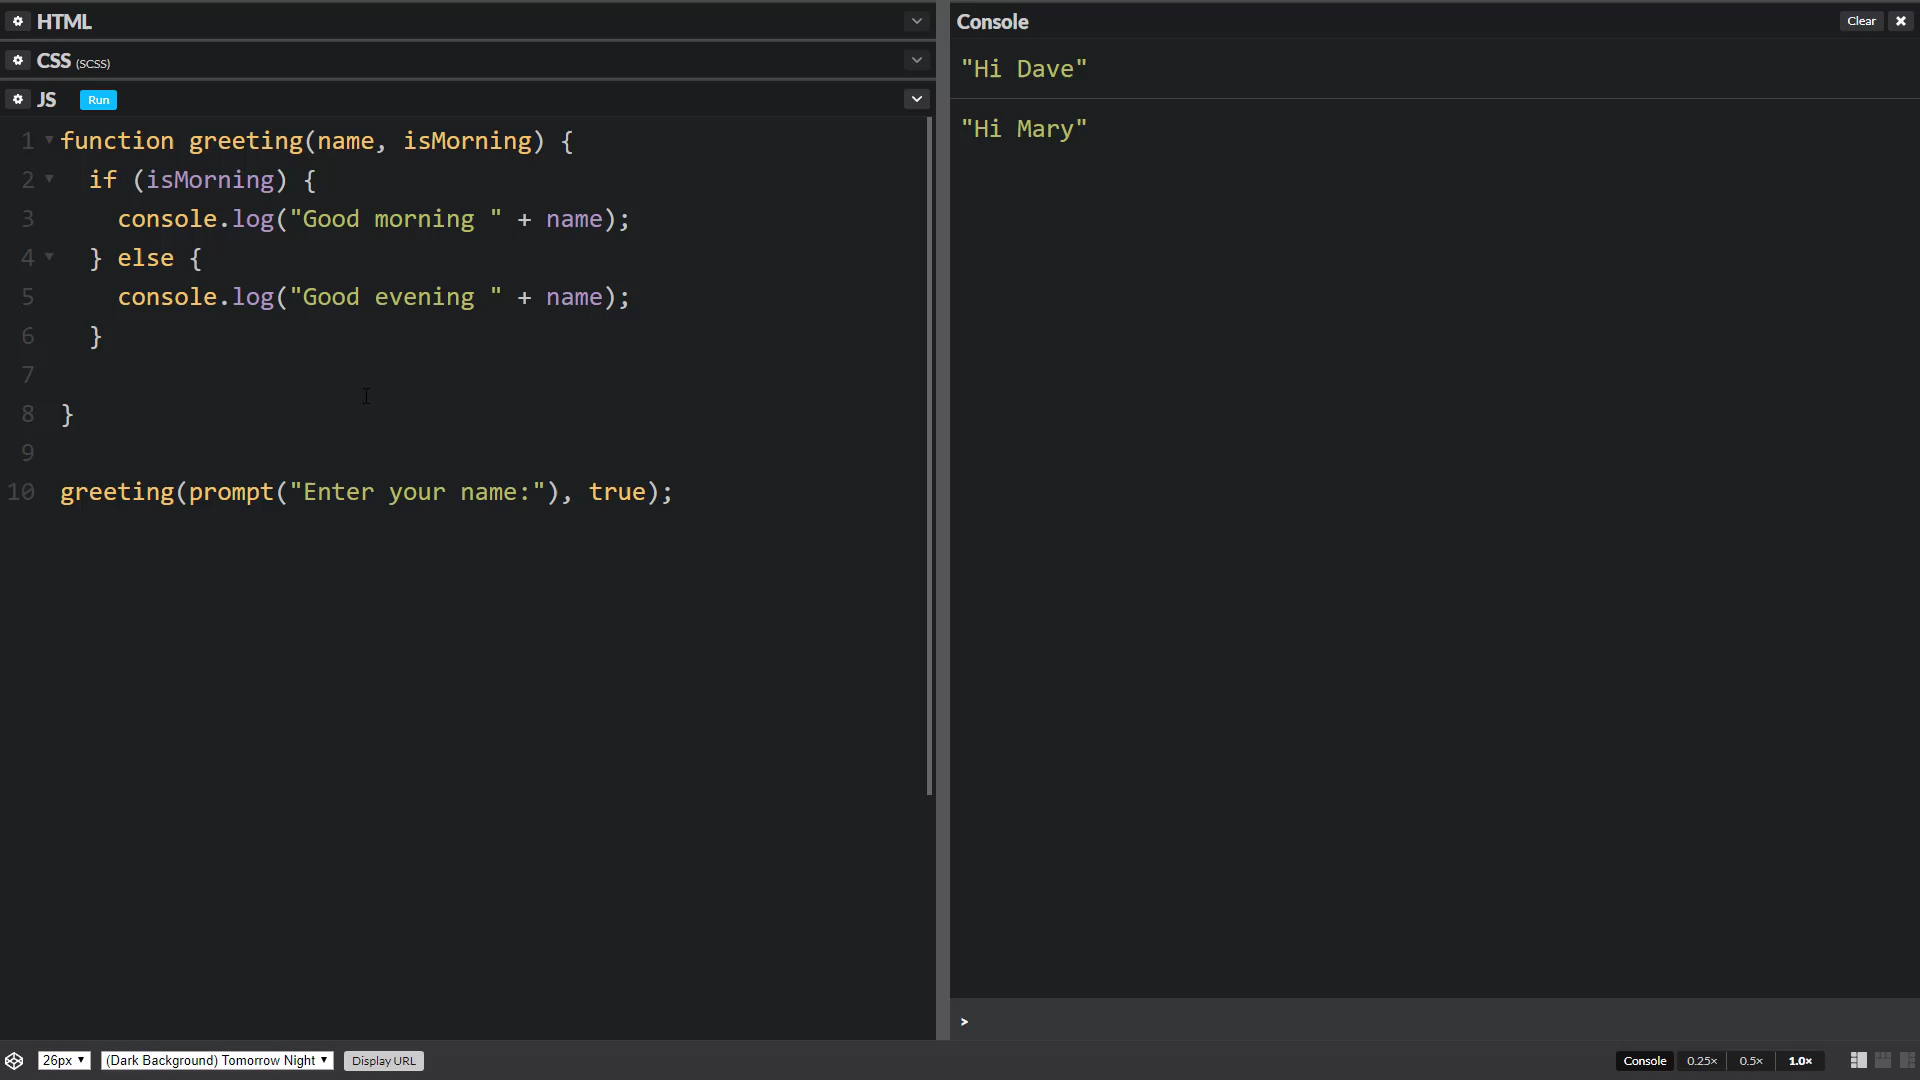 HTML
CSS (SCSS)
JS Run
1 function greeting(name, isMorning) {
2 if (isMorning) {
3 console.log("Good morning " + name);
4 } else {
5 console.log("Good evening " + name);
6 }
7
8 }
9
10 greeting(prompt("Enter your name:"), true);
Console Clear
"Hi Dave"
"Hi Mary"
>
26px (Dark Background) Tomorrow Night Display URL
Console 0.25× 0.5× 1.0×